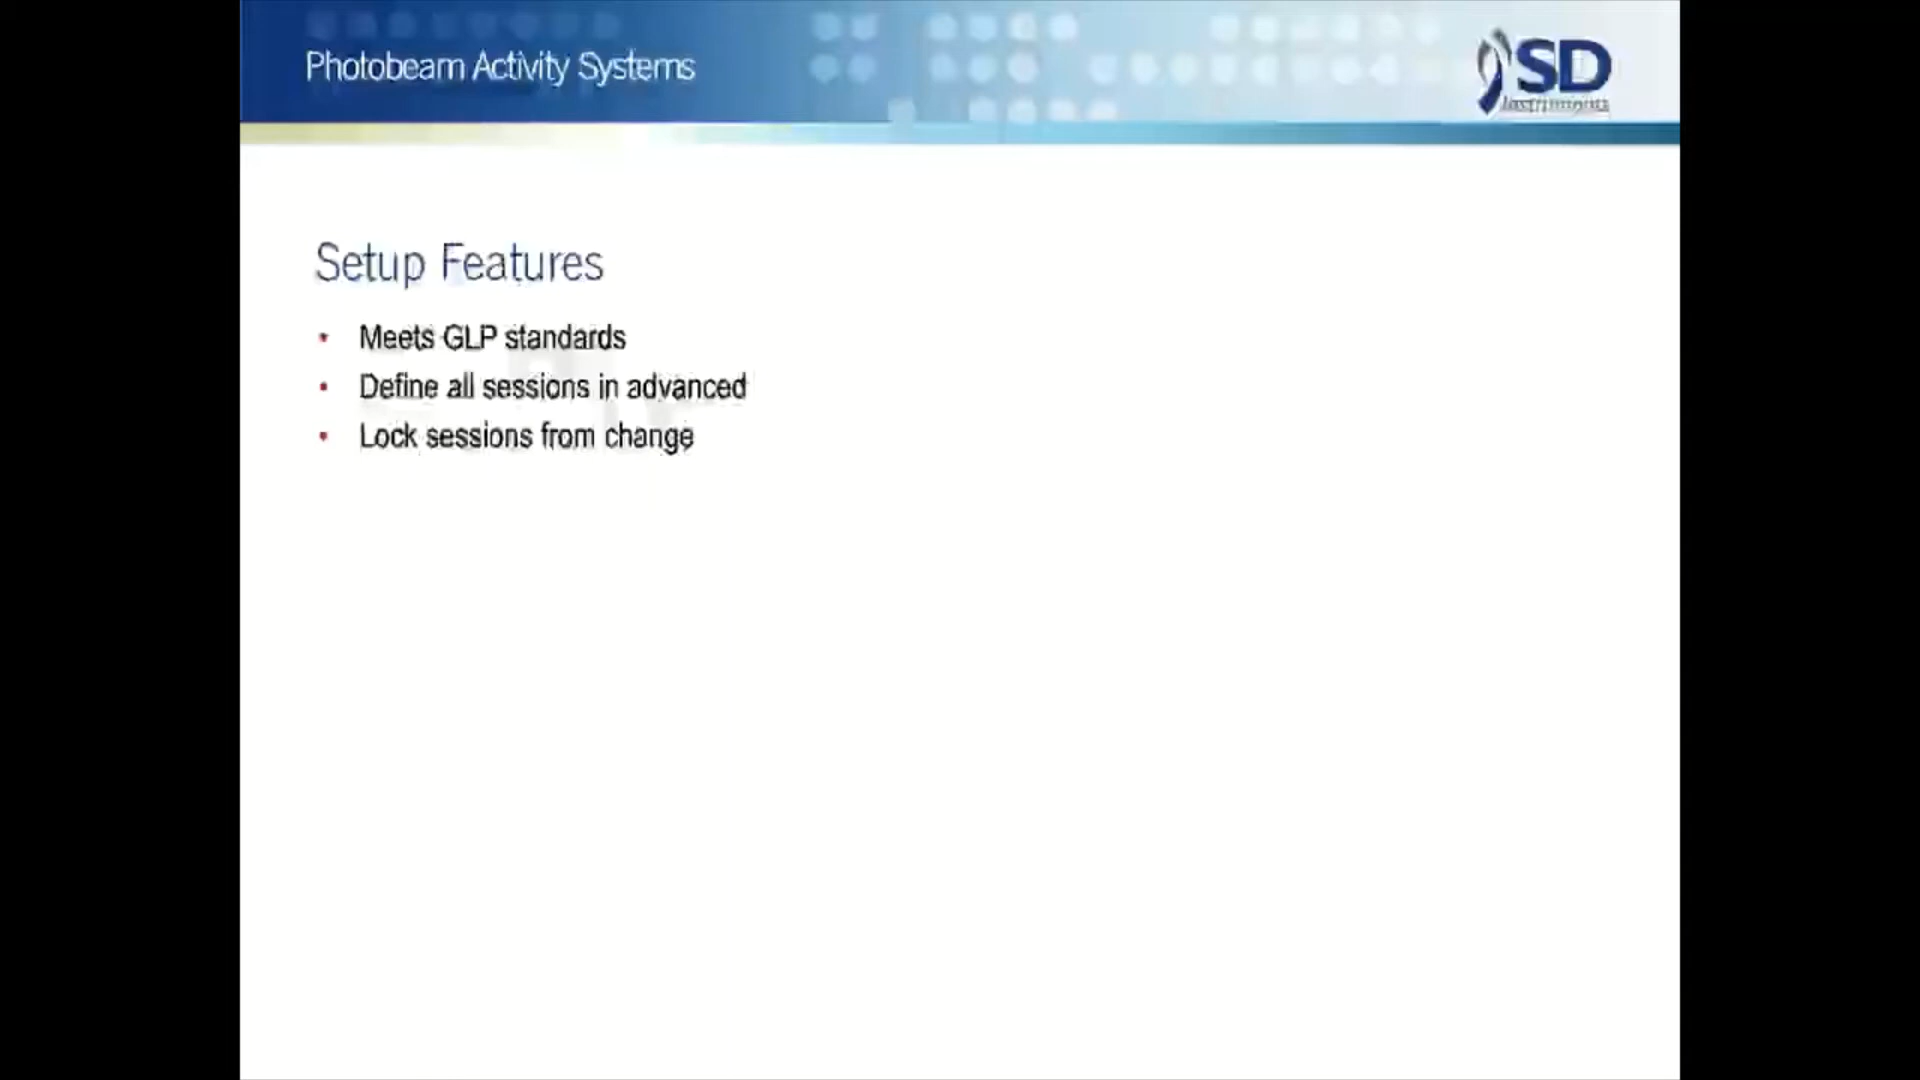 Photobeam Activity Systems
SD
Instruments
Setup Features
• Meets GLP standards
• Define all sessions in advanced
• Lock sessions from change